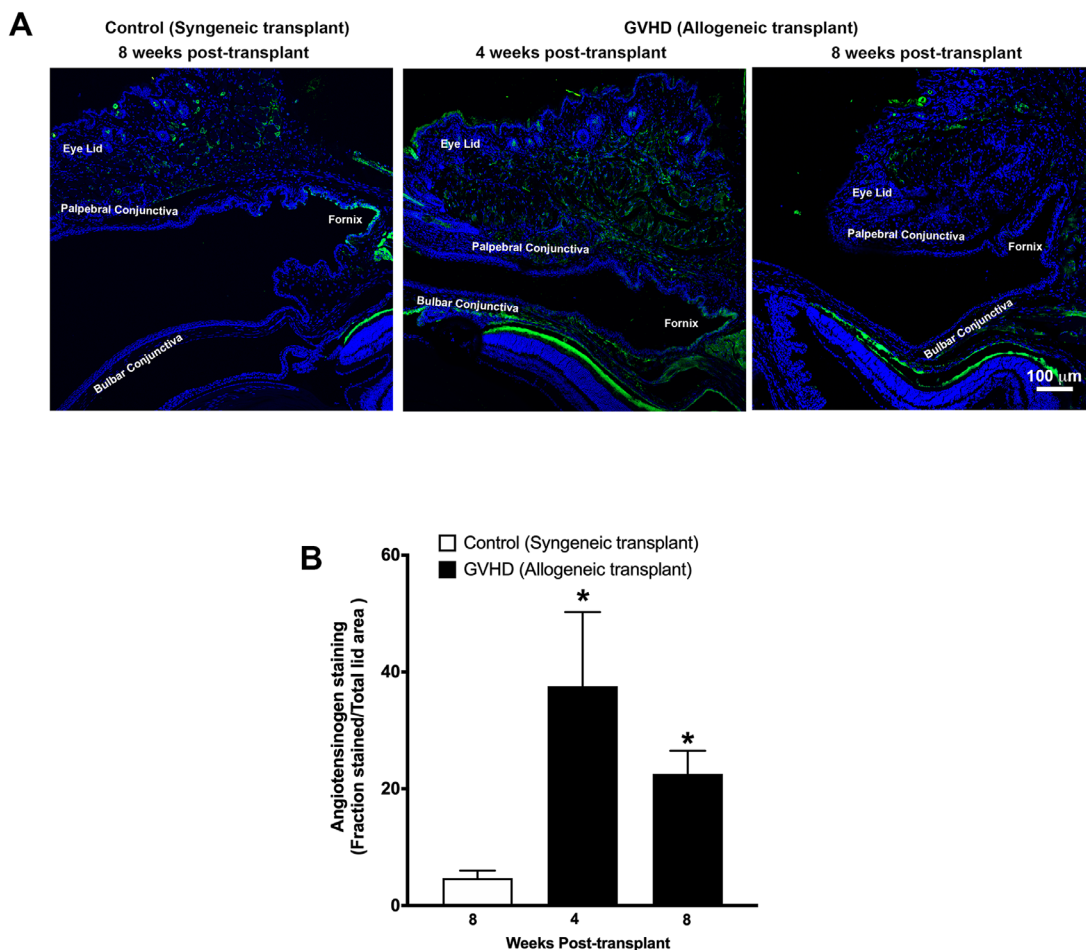 A
Control (Syngeneic transplant)
8 weeks post-transplant
GVHD (Allogeneic transplant)
4 weeks post-transplant
8 weeks post-transplant
Eye Lid
Palpebral Conjunctiva
Fornix
Bulbar Conjunctiva
Eye Lid
Palpebral Conjunctiva
Bulbar Conjunctiva
Fornix
Eye Lid
Palpebral Conjunctiva
Fornix
Bulbar Conjunctiva
100 μm
B
Control (Syngeneic transplant)
GVHD (Allogeneic transplant)
Angiotensinogen staining
(Fraction stained/Total lid area )
60
40
20
0
*
*
8 4 8
Weeks Post-transplant